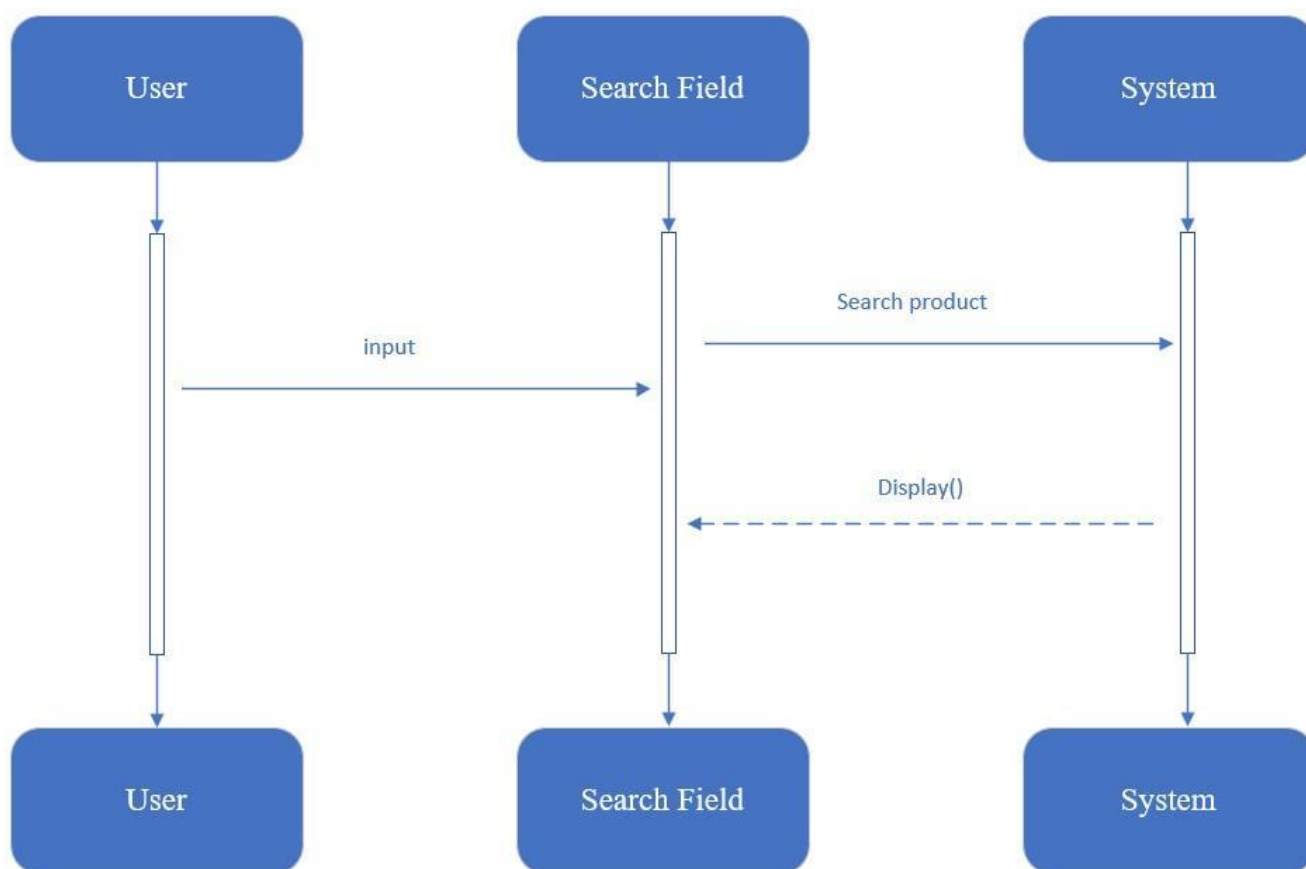 User
Search Field
System
Search product
input
Display()
User
Search Field
System